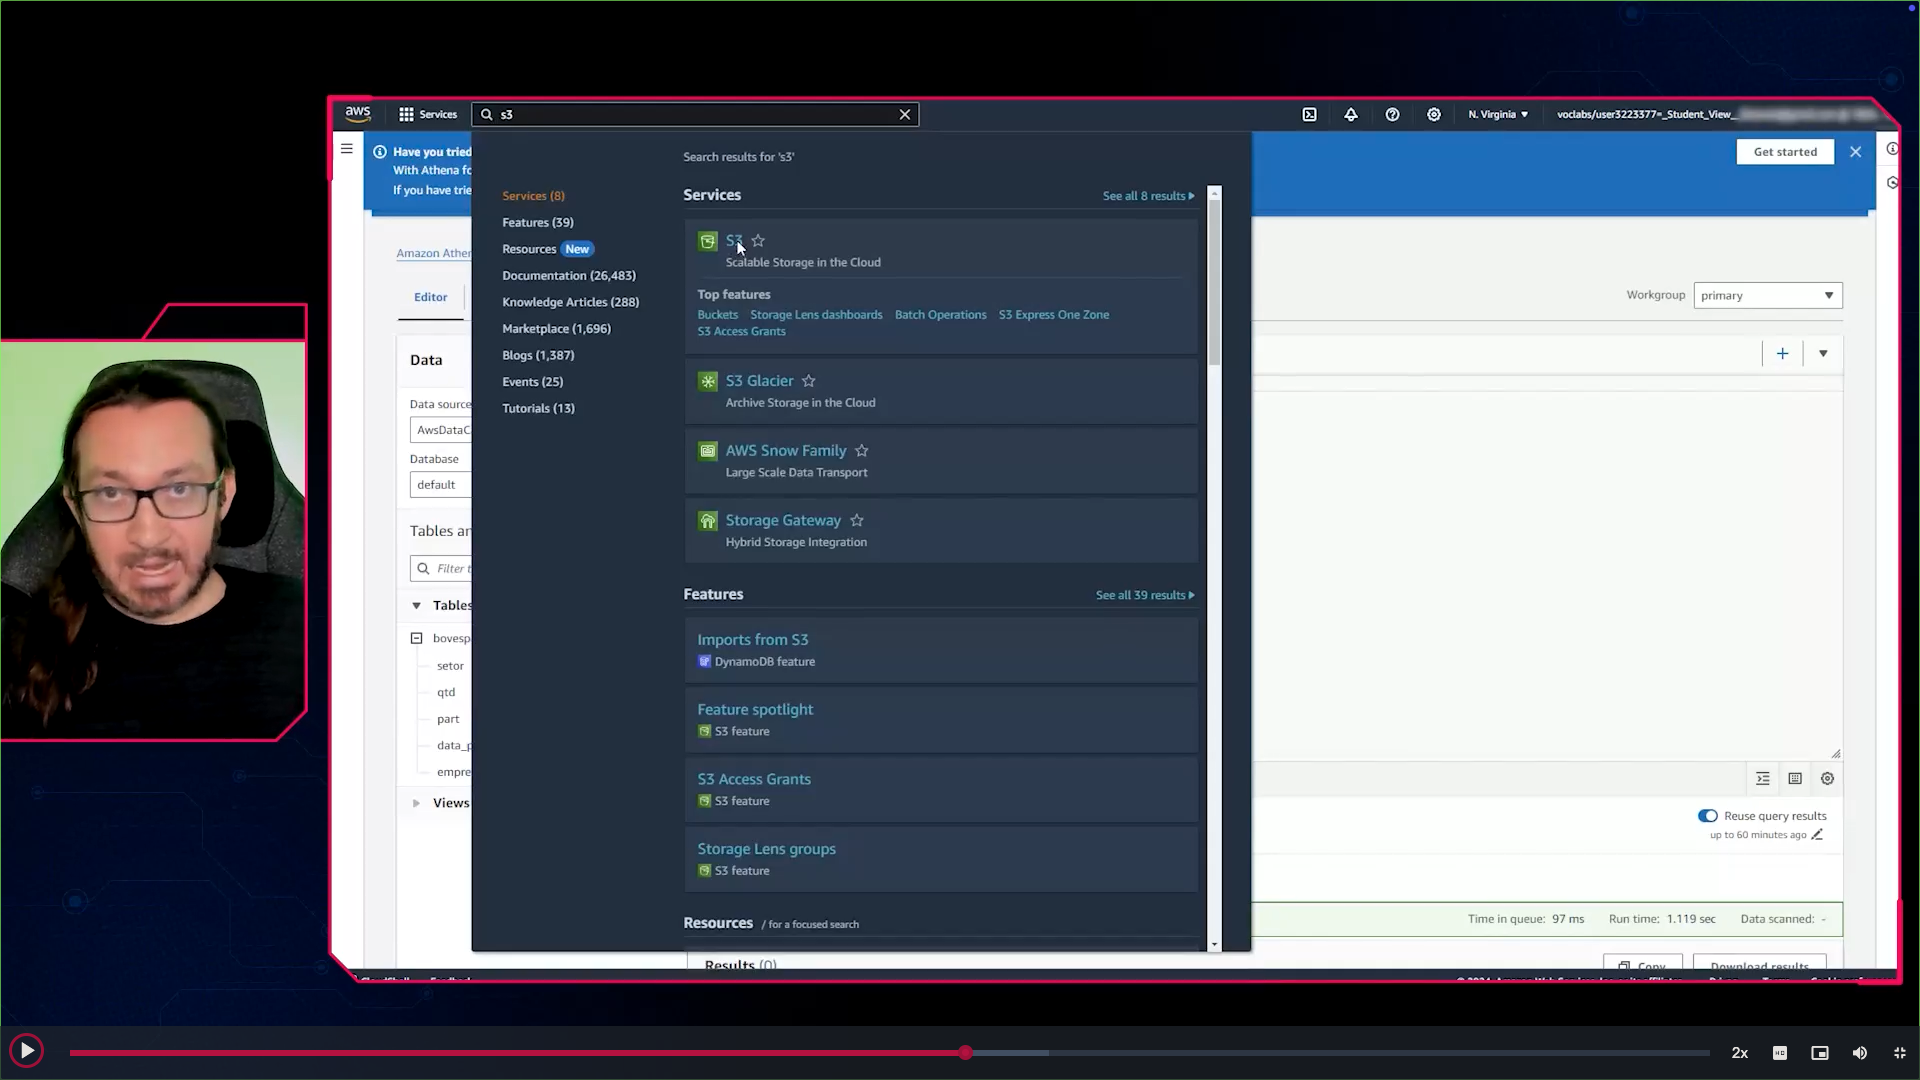 aws
Services
s3
N. Virginia
voclabs/user3223377=_Student_View_
Have you tried
With Athena fo
If you have trie
Get started
Search results for 's3'
Services (8)
Features (39)
Resources New
Documentation (26,483)
Knowledge Articles (288)
Marketplace (1,696)
Blogs (1,387)
Events (25)
Tutorials (13)
Services
See all 8 results
S3
Scalable Storage in the Cloud
Top features
Buckets Storage Lens dashboards Batch Operations S3 Express One Zone
S3 Access Grants
S3 Glacier
Archive Storage in the Cloud
AWS Snow Family
Large Scale Data Transport
Storage Gateway
Hybrid Storage Integration
Features
See all 39 results
Imports from S3
DynamoDB feature
Feature spotlight
S3 feature
S3 Access Grants
S3 feature
Storage Lens groups
S3 feature
Resources / for a focused search
Amazon Ather
Editor
Workgroup
primary
Data
Data source
AwsDataC
Database
default
Tables an
Filter t
Tables
bovesp
setor
qtd
part
data_p
empre
Views
Reuse query results
up to 60 minutes ago
Time in queue: 97 ms Run time: 1.119 sec Data scanned: -
Results (0)
Copy
Download results
2x